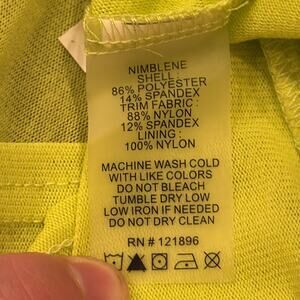 NIMBLENE
SHELL :
86% POLYESTER
14% SPANDEX
TRIM FABRIC :
88% NYLON
12% SPANDEX
LINING :
100% NYLON
MACHINE WASH COLD
WITH LIKE COLORS
DO NOT BLEACH
TUMBLE DRY LOW
LOW IRON IF NEEDED
DO NOT DRY CLEAN
RN # 121896